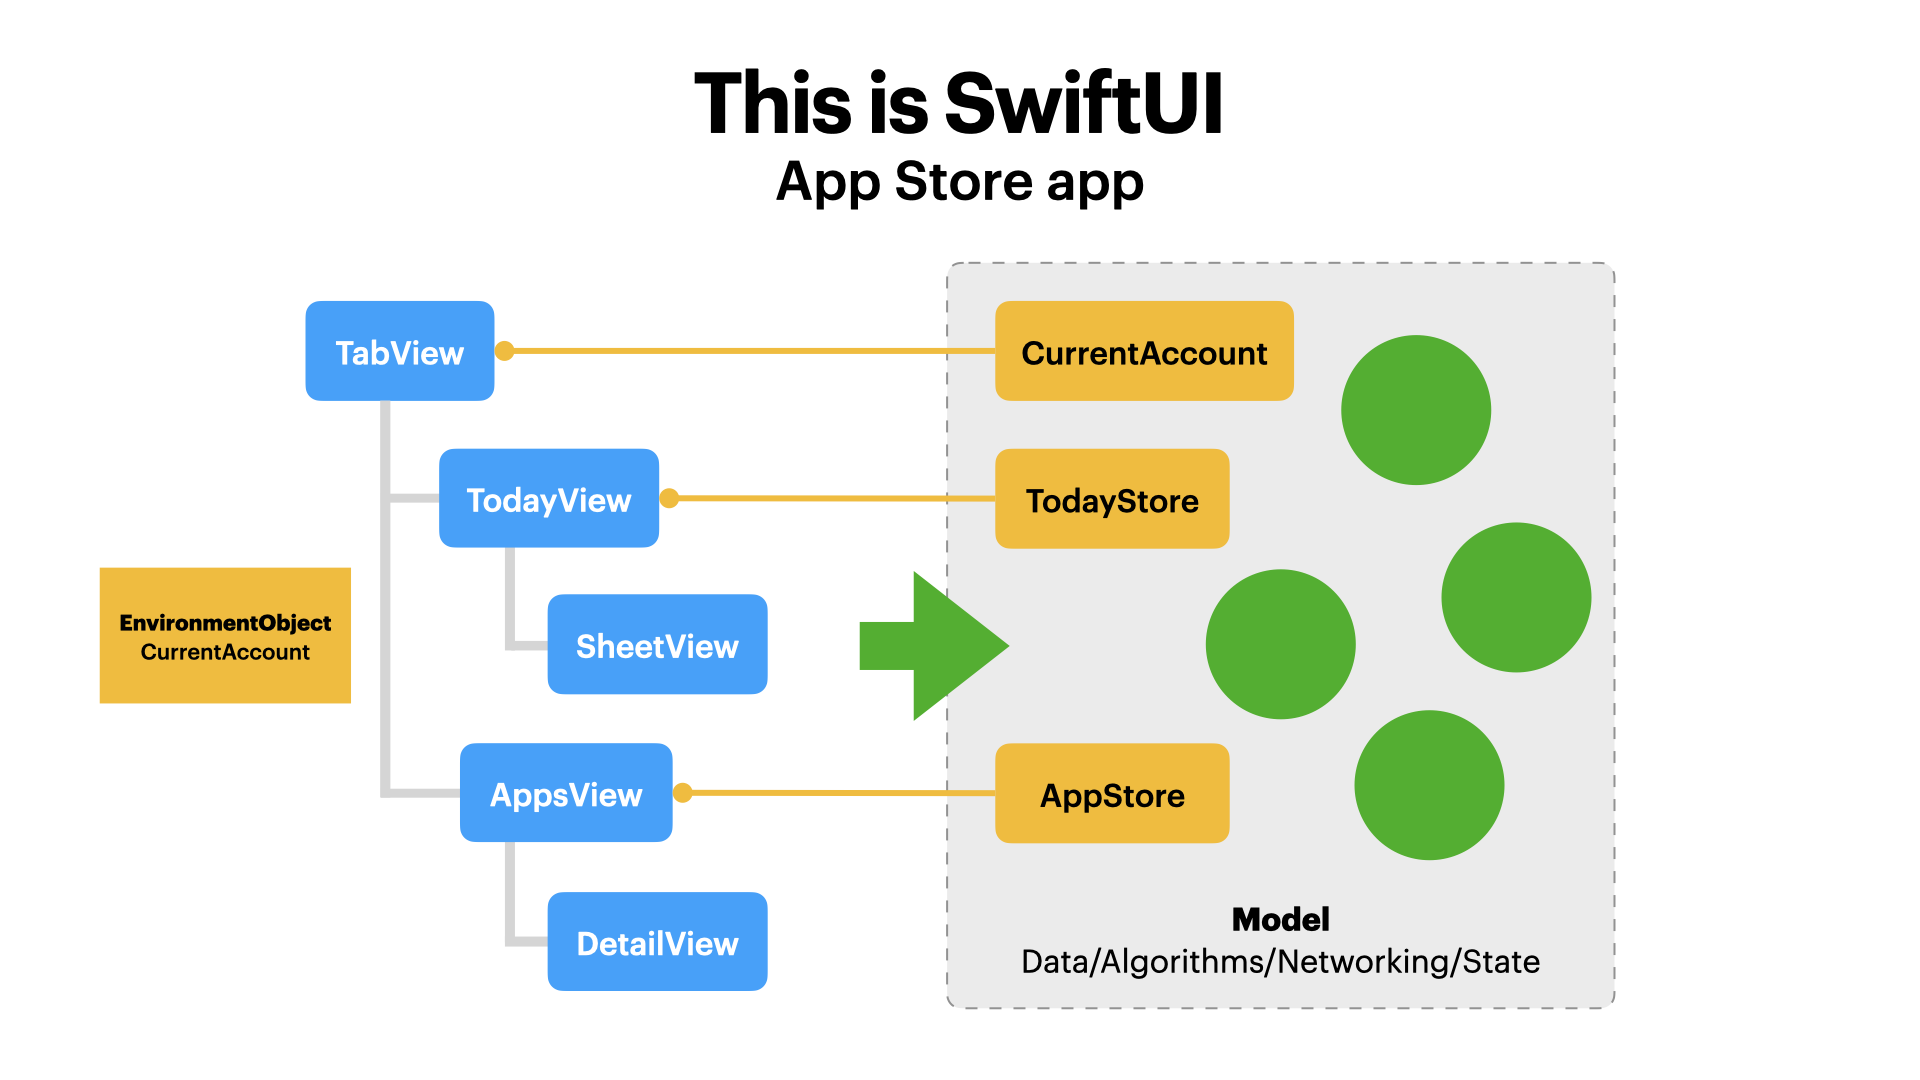 This is SwiftUI
App Store app
TabView
CurrentAccount
TodayView
TodayStore
EnvironmentObject
CurrentAccount
SheetView
AppsView
AppStore
DetailView
Model
Data/Algorithms/Networking/State